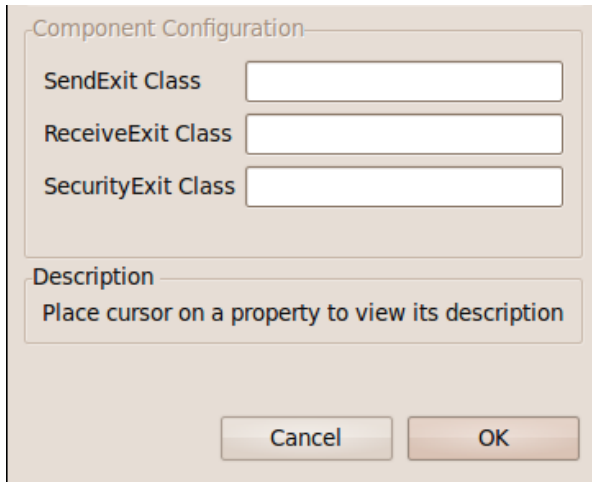 Component Configuration
SendExit Class
ReceiveExit Class
SecurityExit Class
Description
Place cursor on a property to view its description
Cancel OK